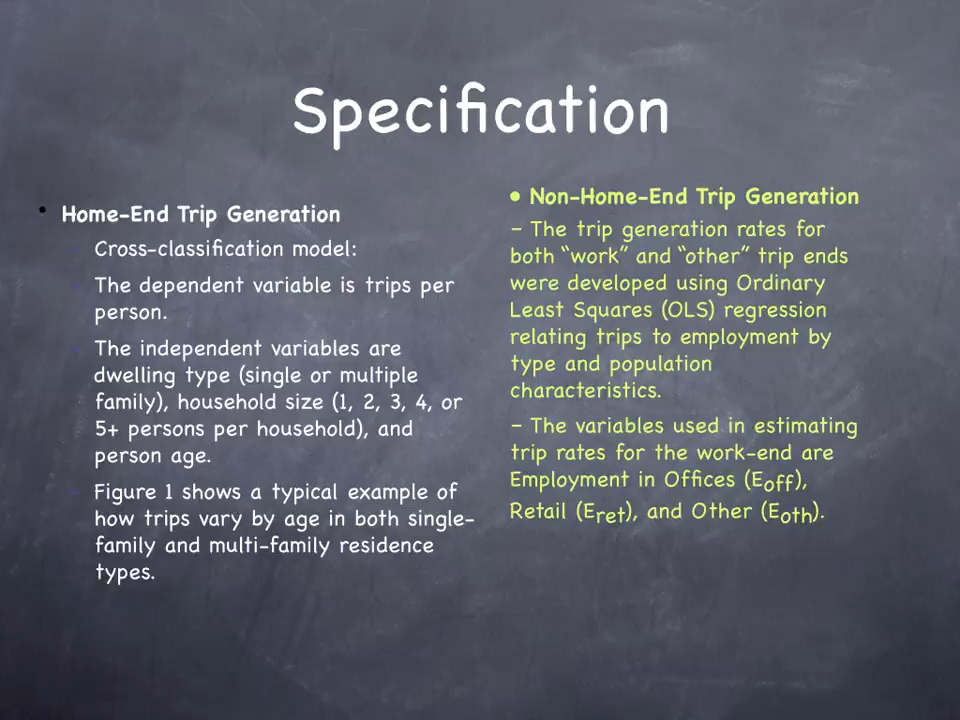 Specification
• Home-End Trip Generation
- Cross-classification model:
- The dependent variable is trips per
person.
- The independent variables are
dwelling type (single or multiple
family), household size (1, 2, 3, 4, or
5+ persons per household), and
person age.
- Figure 1 shows a typical example of
how trips vary by age in both single-
family and multi-family residence
types.
• Non-Home-End Trip Generation
– The trip generation rates for
both “work” and “other” trip ends
were developed using Ordinary
Least Squares (OLS) regression
relating trips to employment by
type and population
characteristics.
– The variables used in estimating
trip rates for the work-end are
Employment in Offices (Eoff),
Retail (Eret), and Other (Eoth).